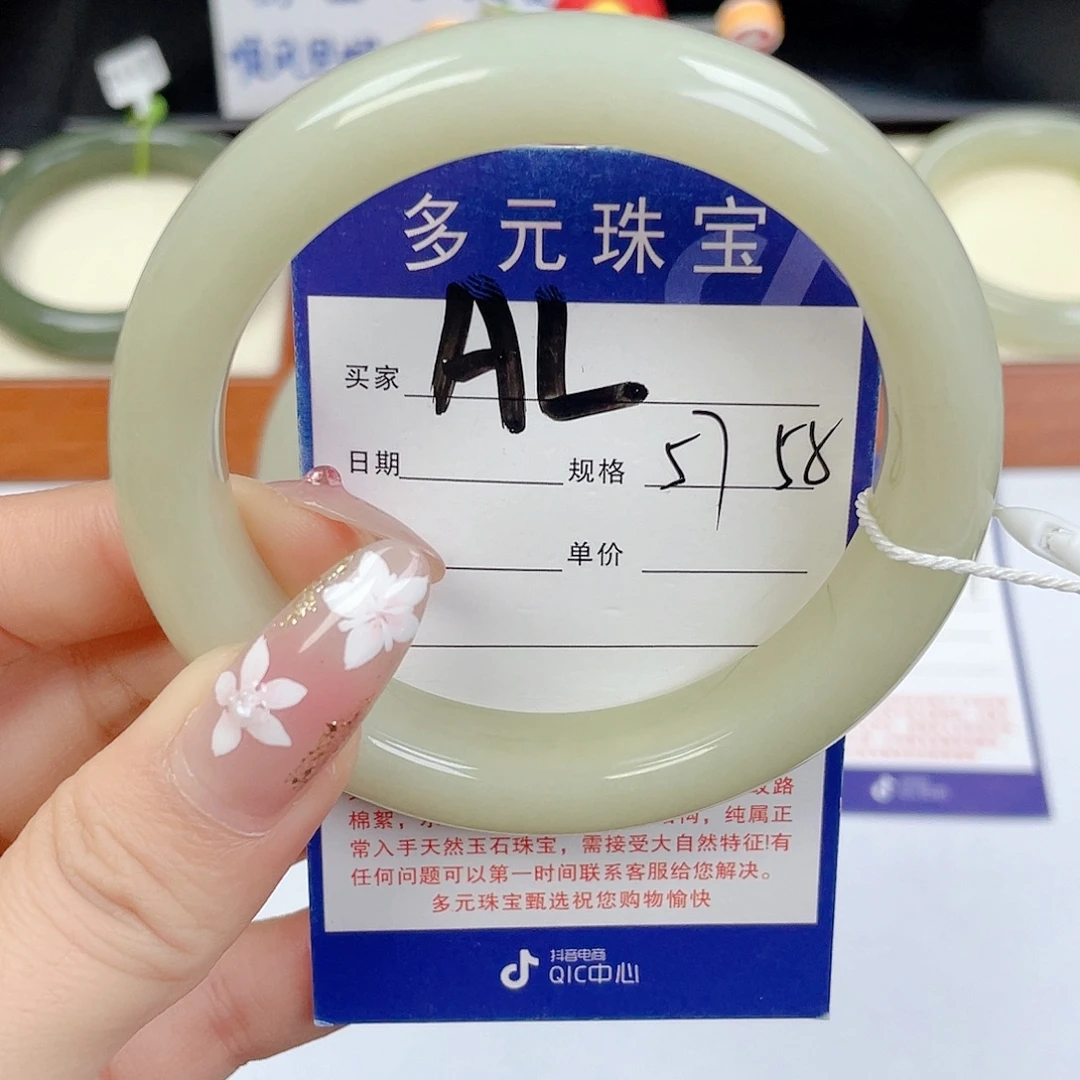 多元珠宝
AL
买家
日期 规格 57 58
单价
棉絮，
纯属正
常入手天然玉石珠宝，需接受大自然特征!有
任何问题可以第一时间联系客服给您解决。
多元珠宝甄选祝您购物愉快
抖音电商
QIC中心